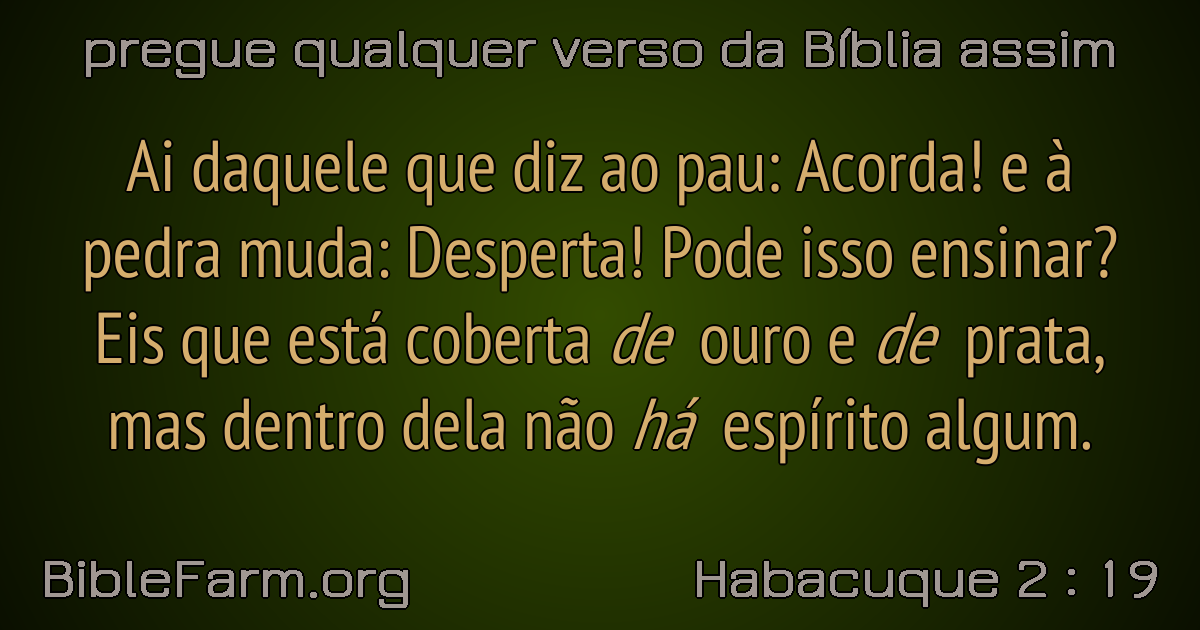 pregue qualquer verso da Bíblia assim
Ai daquele que diz ao pau: Acorda! e à
pedra muda: Desperta! Pode isso ensinar?
Eis que está coberta de ouro e de prata,
mas dentro dela não há espírito algum.
BibleFarm.org
Habacuque 2 : 19